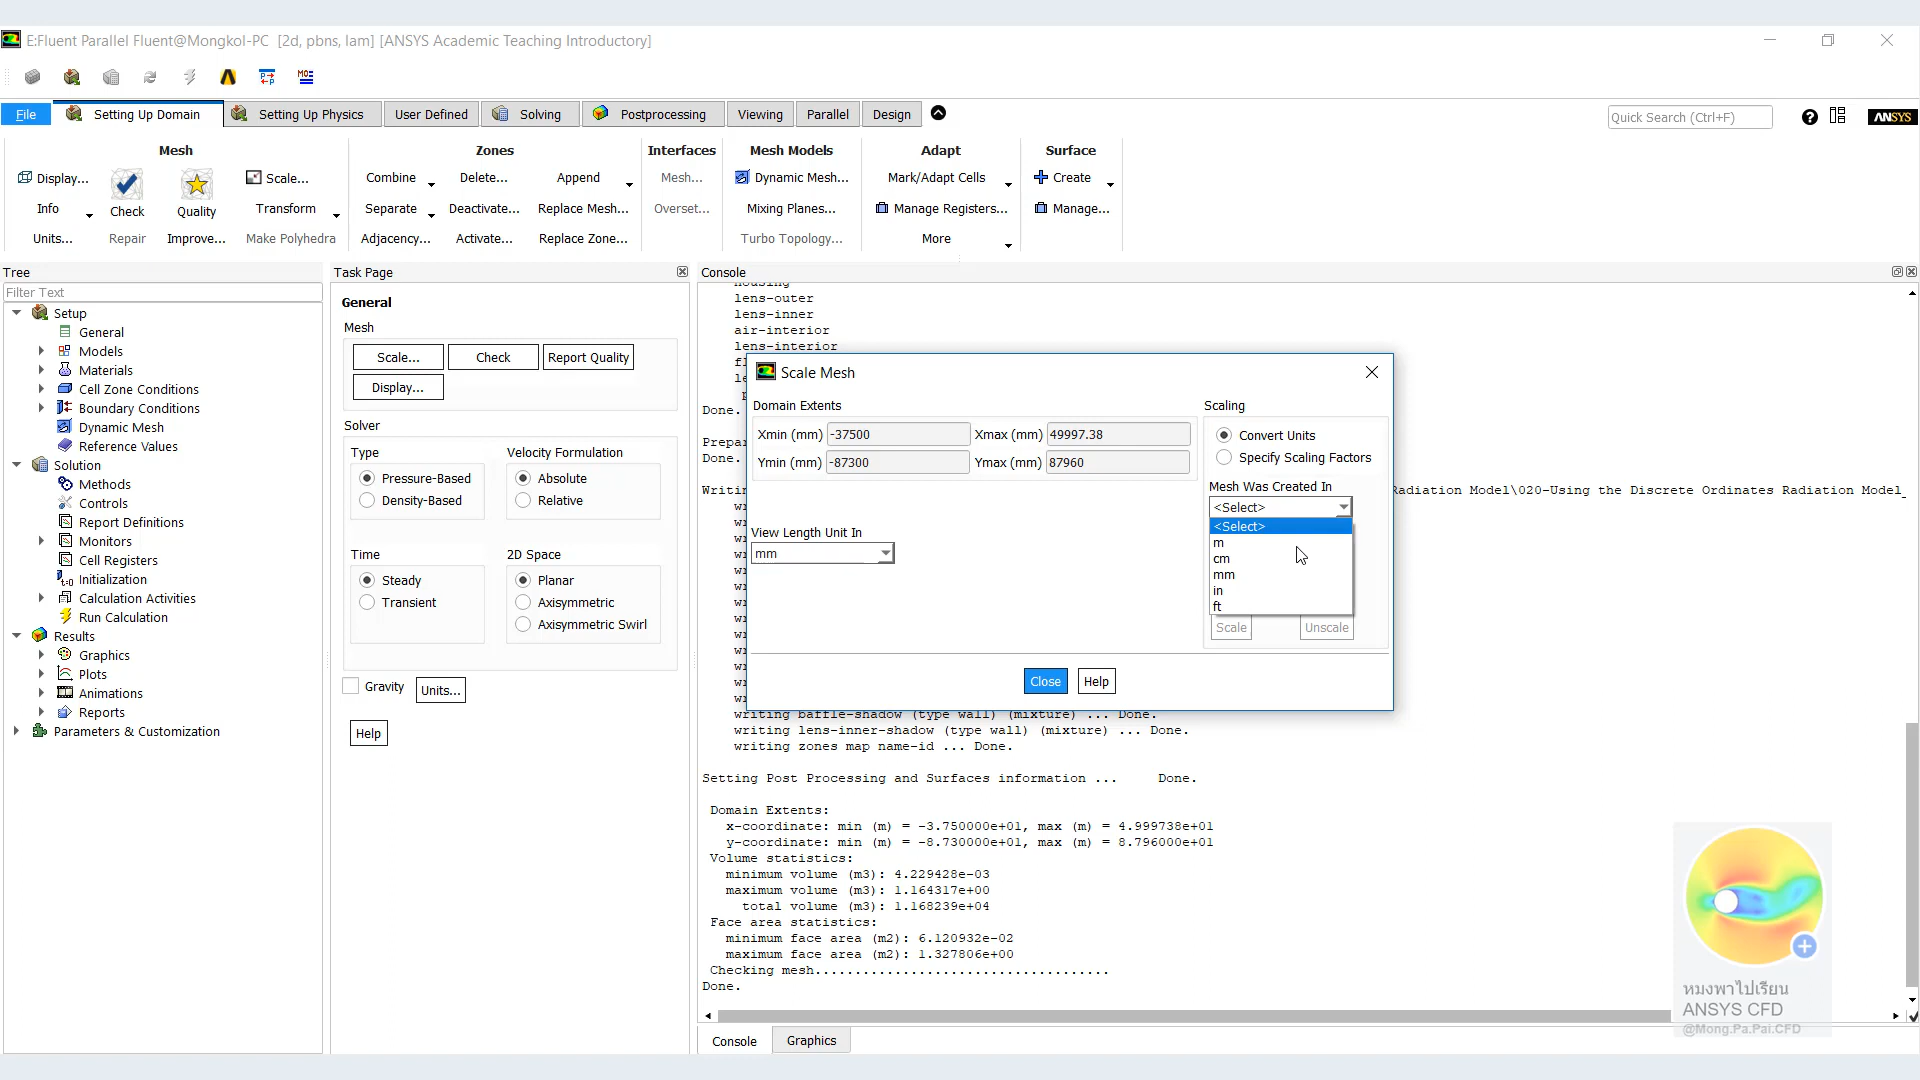 E:Fluent Parallel Fluent@Mongkol-PC [2d, pbns, lam] [ANSYS Academic Teaching Introductory]
File
Setting Up Domain
Setting Up Physics
User Defined
Solving
Postprocessing
Viewing
Parallel
Design
Quick Search (Ctrl+F)
ANSYS
Mesh
Display...
Info
Units...
Check
Repair
Quality
Improve...
Scale...
Transform
Make Polyhedra
Zones
Combine
Separate
Adjacency...
Delete...
Deactivate...
Activate...
Append
Replace Mesh...
Replace Zone...
Interfaces
Mesh...
Overset...
Mesh Models
Dynamic Mesh...
Mixing Planes...
Turbo Topology...
Adapt
Mark/Adapt Cells
Manage Registers...
More
Surface
Create
Manage...
Tree
Filter Text
Setup
General
Models
Materials
Cell Zone Conditions
Boundary Conditions
Dynamic Mesh
Reference Values
Solution
Methods
Controls
Report Definitions
Monitors
Cell Registers
Initialization
Calculation Activities
Run Calculation
Results
Graphics
Plots
Animations
Reports
Parameters & Customization
Task Page
General
Mesh
Scale...
Check
Report Quality
Display...
Solver
Type
Pressure-Based
Density-Based
Velocity Formulation
Absolute
Relative
Time
Steady
Transient
2D Space
Planar
Axisymmetric
Axisymmetric Swirl
Gravity
Units...
Help
Console
housing
lens-outer
lens-inner
air-interior
lens-interior
Done.
Done.
Radiation Model\020-Using the Discrete Ordinates Radiation Model_
Scale Mesh
Domain Extents
Xmin (mm) -37500 Xmax (mm) 49997.38
Ymin (mm) -87300 Ymax (mm) 87960
View Length Unit In
mm
Scaling
Convert Units
Specify Scaling Factors
Mesh Was Created In
<Select>
<Select>
m
cm
mm
in
ft
Scale
Unscale
Close
Help
writing baffle-shadow (type wall) (mixture) ... Done.
writing lens-inner-shadow (type wall) (mixture) ... Done.
writing zones map name-id ... Done.
Setting Post Processing and Surfaces information ... Done.
Domain Extents:
x-coordinate: min (m) = -3.750000e+01, max (m) = 4.999738e+01
y-coordinate: min (m) = -8.730000e+01, max (m) = 8.796000e+01
Volume statistics:
minimum volume (m3): 4.229428e-03
maximum volume (m3): 1.164317e+00
total volume (m3): 1.168239e+04
Face area statistics:
minimum face area (m2): 6.120932e-02
maximum face area (m2): 1.327806e+00
Checking mesh.....................................
Done.
Console
Graphics
หมงพาไปเรียน
ANSYS CFD
@Mong.Pa.Pai.CFD